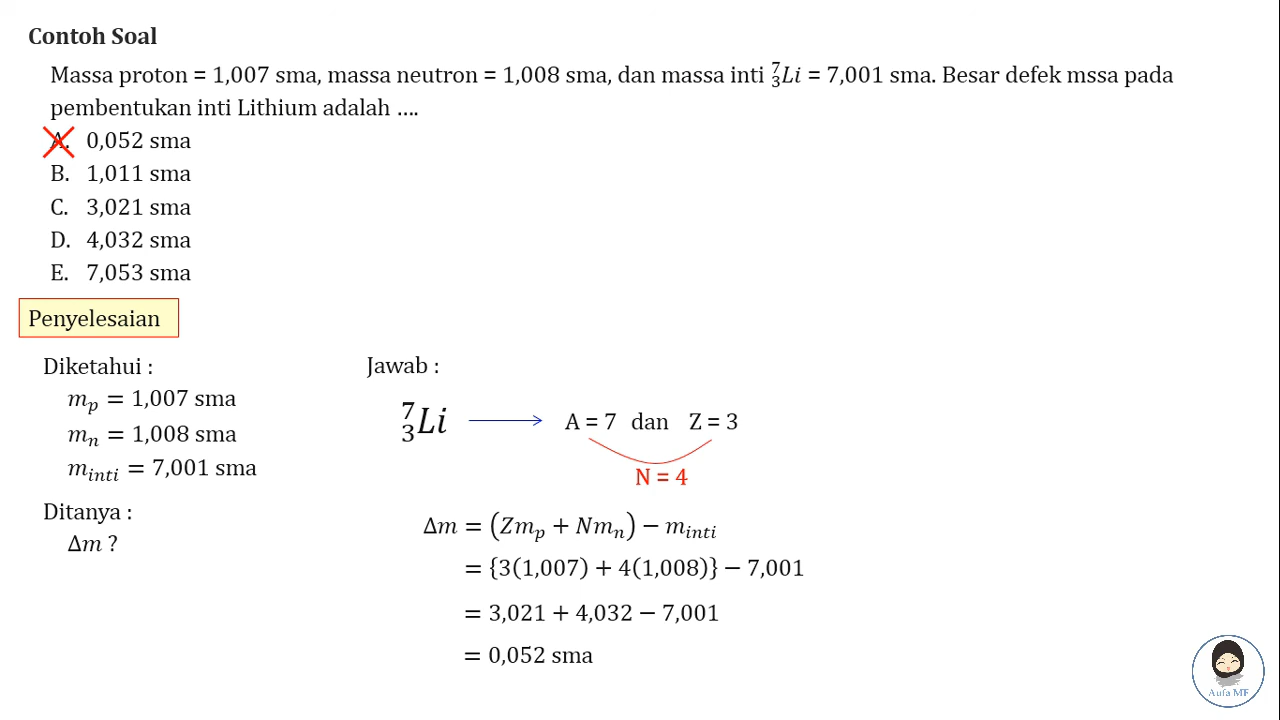 Contoh Soal
Massa proton = 1,007 sma, massa neutron = 1,008 sma, dan massa inti ⁷₃Li = 7,001 sma. Besar defek mssa pada
pembentukan inti Lithium adalah ....
A. 0,052 sma
B. 1,011 sma
C. 3,021 sma
D. 4,032 sma
E. 7,053 sma
Penyelesaian
Diketahui :
mₚ = 1,007 sma
mₙ = 1,008 sma
m_inti = 7,001 sma
Ditanya :
Δm ?
Jawab :
⁷₃Li → A = 7 dan Z = 3
N = 4
Δm = (Zmₚ + Nmₙ) − m_inti
= {3(1,007) + 4(1,008)} − 7,001
= 3,021 + 4,032 − 7,001
= 0,052 sma
Aufa MF